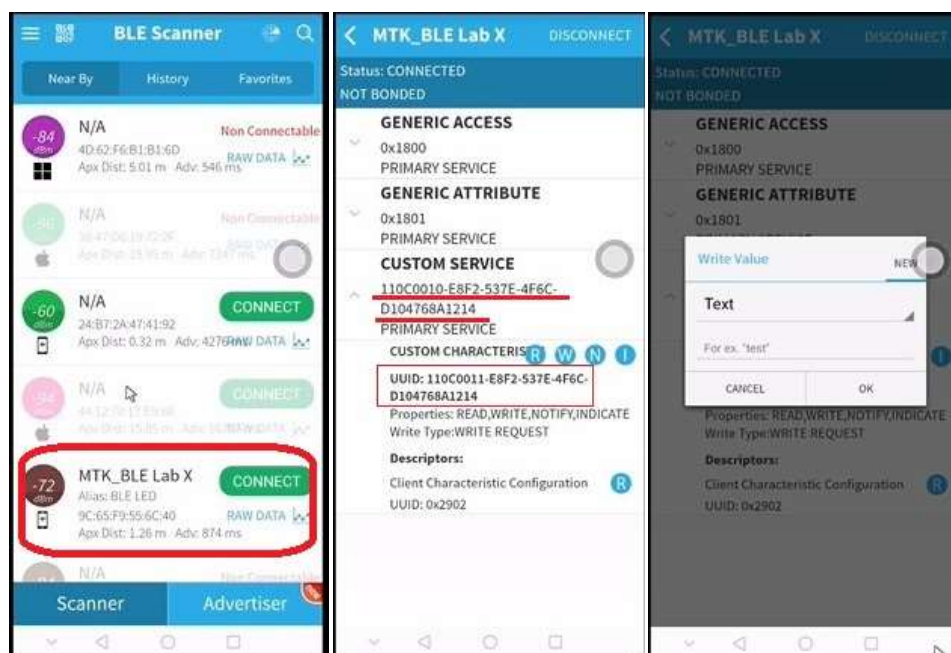 BLE Scanner
Near By History Favorites
-84
dBm
N/A
Non Connectable
4D:62:F6:B1:B1:6D
RAW DATA
Apx Dist: 5.01 m Adv: 546 ms
N/A
Non Connectable
RAW DATA
-60
dBm
N/A
CONNECT
24:B7:2A:47:41:92
Apx Dist: 0.32 m Adv: 4276 ms
RAW DATA
-94
N/A
CONNECT
-72
dBm
MTK_BLE Lab X
CONNECT
Alias: BLE LED
9C:65:F9:55:6C:40
RAW DATA
Apx Dist: 1.26 m Adv: 874 ms
N/A
Non Connectable
Scanner Advertiser
MTK_BLE Lab X DISCONNECT
Status: CONNECTED
NOT BONDED
GENERIC ACCESS
0x1800
PRIMARY SERVICE
GENERIC ATTRIBUTE
0x1801
PRIMARY SERVICE
CUSTOM SERVICE
110C0010-E8F2-537E-4F6C-
D104768A1214
PRIMARY SERVICE
CUSTOM CHARACTERIS R W N I
UUID: 110C0011-E8F2-537E-4F6C-
D104768A1214
Properties: READ,WRITE,NOTIFY,INDICATE
Write Type:WRITE REQUEST
Descriptors:
Client Characteristic Configuration R
UUID: 0x2902
MTK_BLE Lab X DISCONNECT
Status: CONNECTED
NOT BONDED
GENERIC ACCESS
0x1800
PRIMARY SERVICE
GENERIC ATTRIBUTE
0x1801
Write Value NEW
Text
For ex. "test"
CANCEL OK
Properties: READ,WRITE,NOTIFY,INDICATE
Write Type:WRITE REQUEST
Descriptors:
Client Characteristic Configuration R
UUID: 0x2902